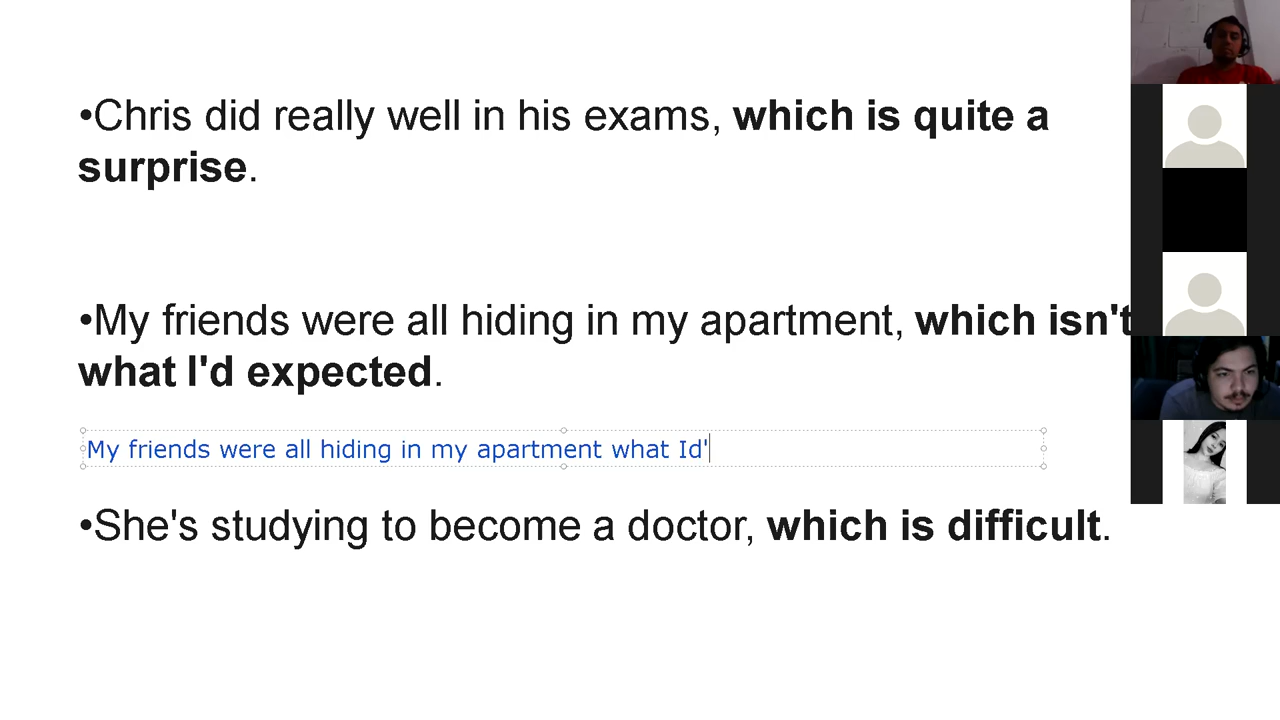 •Chris did really well in his exams, which is quite a
surprise.
•My friends were all hiding in my apartment, which isn't
what I'd expected.
My friends were all hiding in my apartment what Id'
•She's studying to become a doctor, which is difficult.